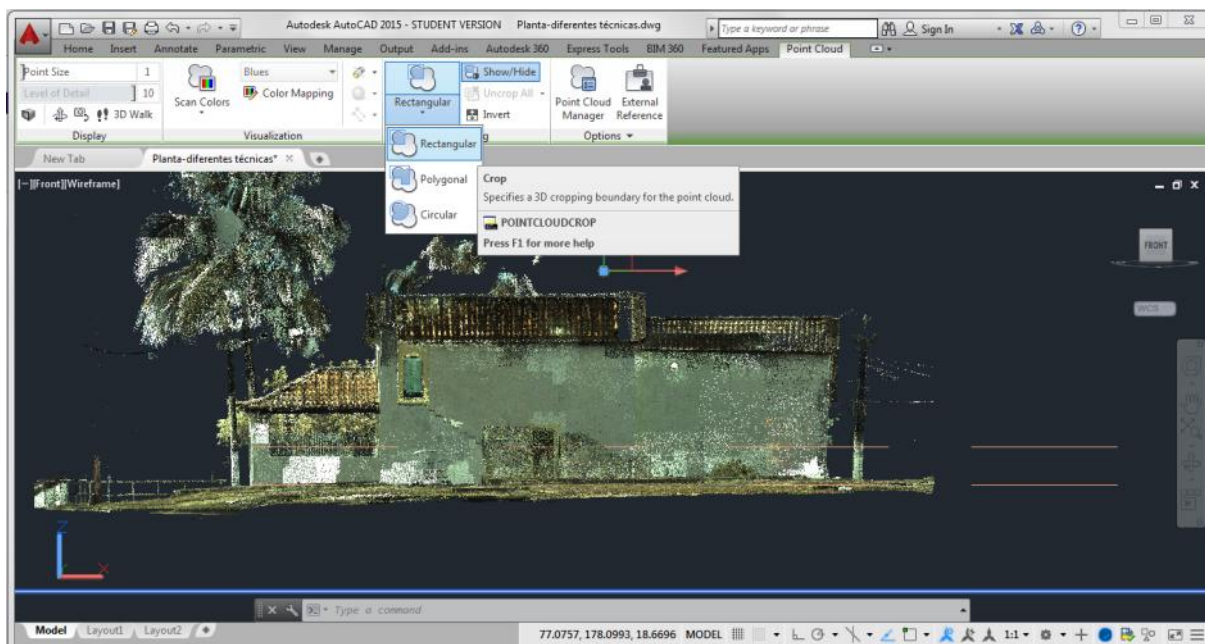 Autodesk AutoCAD 2015 - STUDENT VERSION Planta-diferentes técnicas.dwg
Type a keyword or phrase
Sign In
Home Insert Annotate Parametric View Manage Output Add-ins Autodesk 360 Express Tools BIM 360 Featured Apps Point Cloud
Point Size 1
Level of Detail 10
3D Walk
Display
Scan Colors
Blues
Color Mapping
Visualization
Rectangular
Show/Hide
Uncrop All
Invert
Point Cloud Manager
External Reference
Options
New Tab
Planta-diferentes técnicas*
Rectangular
Polygonal
Circular
Crop
Specifies a 3D cropping boundary for the point cloud.
POINTCLOUDCROP
Press F1 for more help
[−][Front][Wireframe]
FRONT
WCS
Z
X
Type a command
Model Layout1 Layout2
77.0757, 178.0993, 18.6696 MODEL
1:1